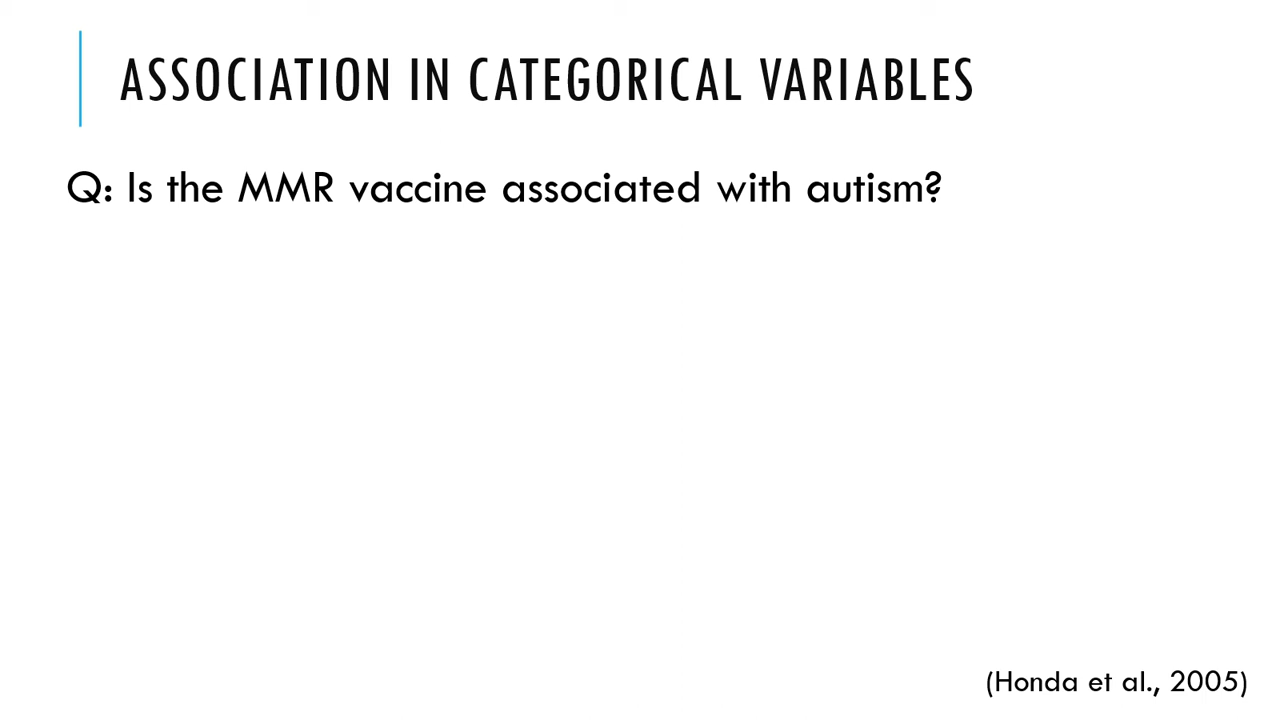 ASSOCIATION IN CATEGORICAL VARIABLES
Q: Is the MMR vaccine associated with autism?
(Honda et al., 2005)